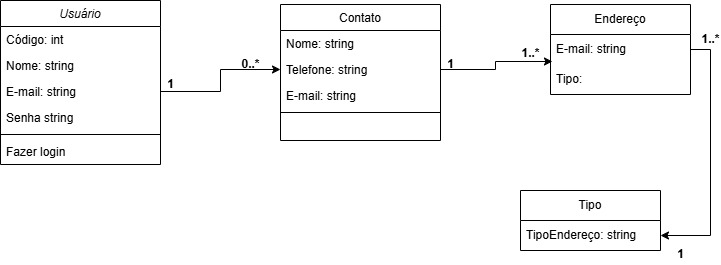 Usuário
Código: int
Nome: string
E-mail: string
Senha string
Fazer login
1
0..*
Contato
Nome: string
Telefone: string
E-mail: string
1
1..*
Endereço
E-mail: string
Tipo:
1..*
Tipo
TipoEndereço: string
1